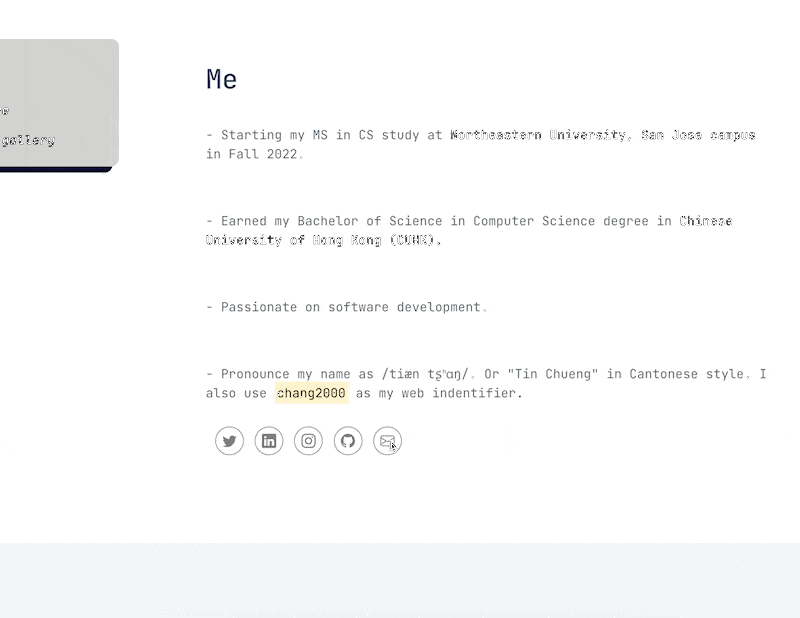 gallery
Me
- Starting my MS in CS study at Northeastern University, San Jose campus
in Fall 2022.
- Earned my Bachelor of Science in Computer Science degree in Chinese
University of Hong Kong (CUHK).
- Passionate on software development.
- Pronounce my name as /tiæn tʂʰɑŋ/. Or "Tin Chueng" in Cantonese style. I
also use chang2000 as my web indentifier.